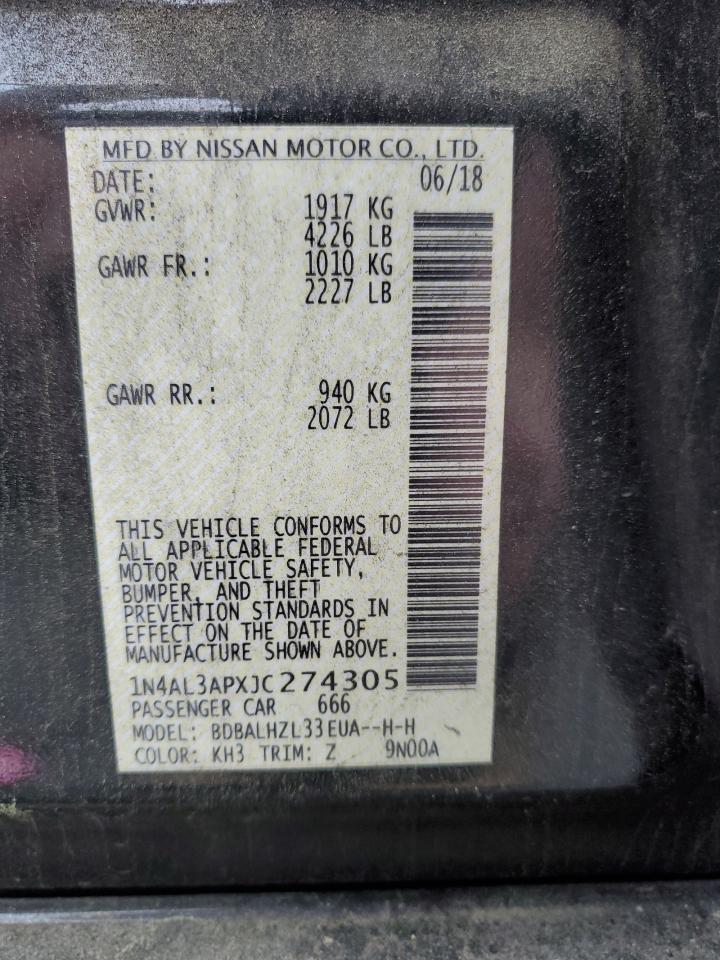 MFD BY NISSAN MOTOR CO., LTD.
DATE: 06/18
GVWR: 1917 KG
4226 LB
GAWR FR.: 1010 KG
2227 LB
GAWR RR.: 940 KG
2072 LB
THIS VEHICLE CONFORMS TO
ALL APPLICABLE FEDERAL
MOTOR VEHICLE SAFETY,
BUMPER, AND THEFT
PREVENTION STANDARDS IN
EFFECT ON THE DATE OF
MANUFACTURE SHOWN ABOVE.
1N4AL3APXJC274305
PASSENGER CAR 666
MODEL: BDBALHZL33EUA--H-H
COLOR: KH3 TRIM: Z 9N00A